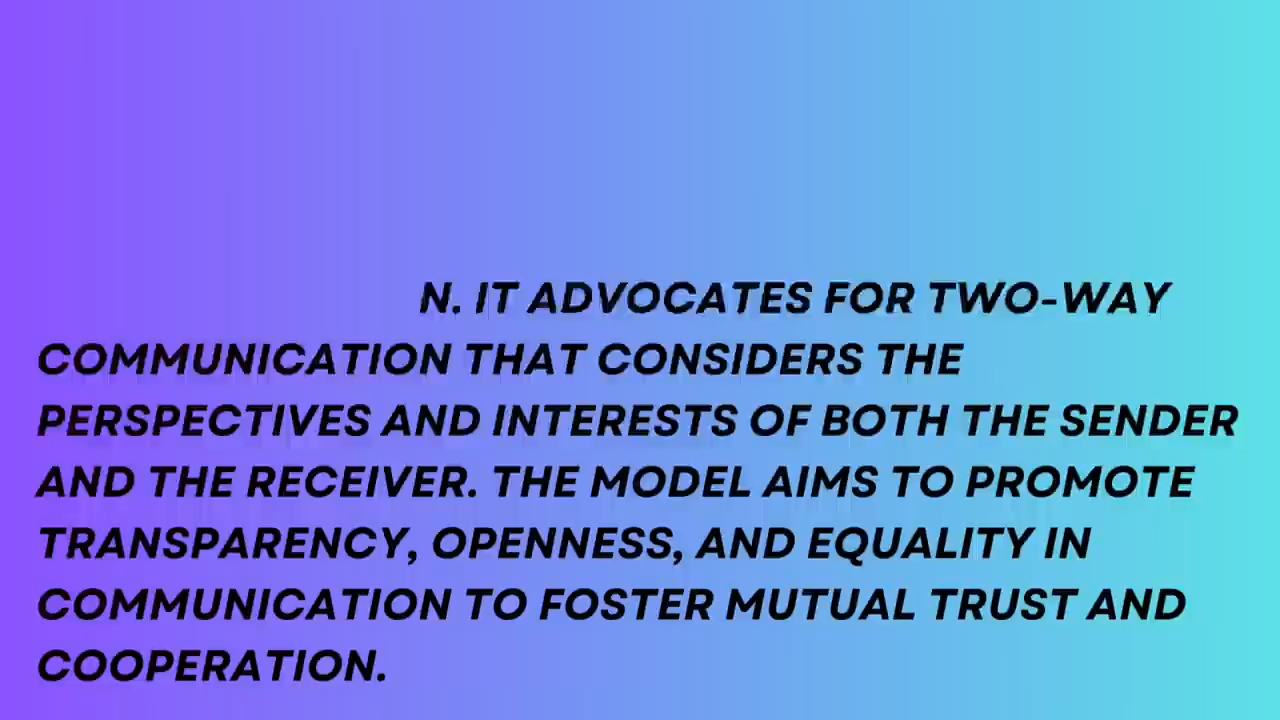 N. IT ADVOCATES FOR TWO-WAY
COMMUNICATION THAT CONSIDERS THE
PERSPECTIVES AND INTERESTS OF BOTH THE SENDER
AND THE RECEIVER. THE MODEL AIMS TO PROMOTE
TRANSPARENCY, OPENNESS, AND EQUALITY IN
COMMUNICATION TO FOSTER MUTUAL TRUST AND
COOPERATION.